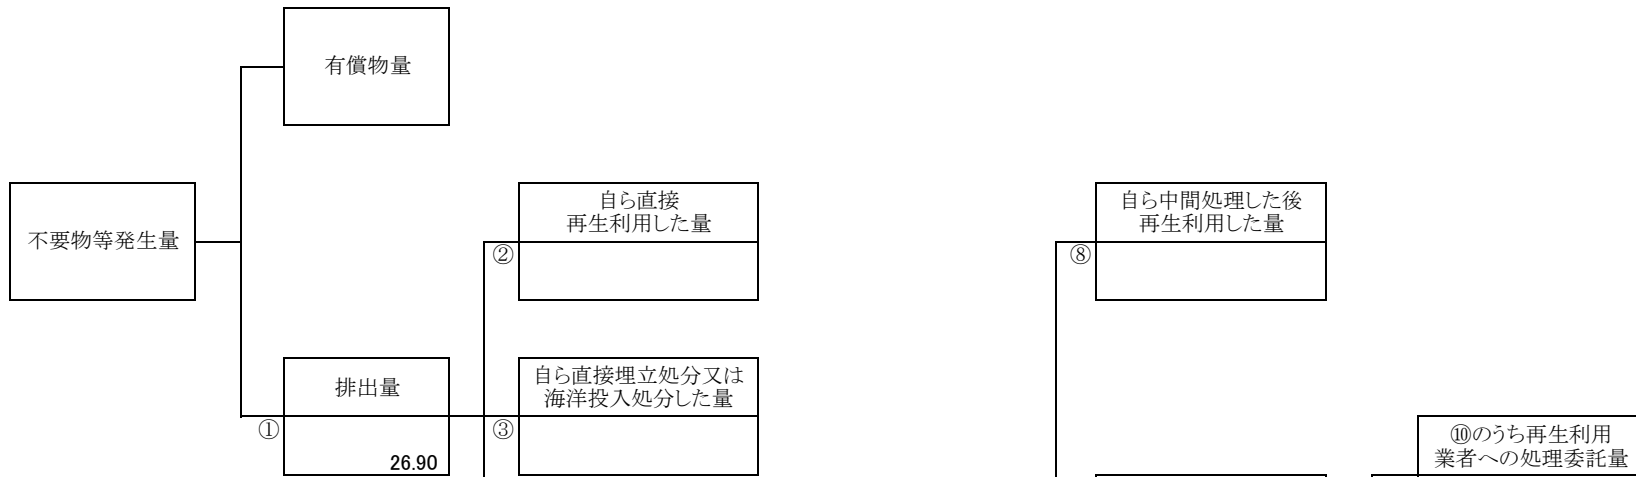 有償物量
不要物等発生量
自ら直接
再生利用した量
②
自ら中間処理した後
再生利用した量
⑧
排出量
①
26.90
自ら直接埋立処分又は
海洋投入処分した量
③
⑩のうち再生利用
業者への処理委託量